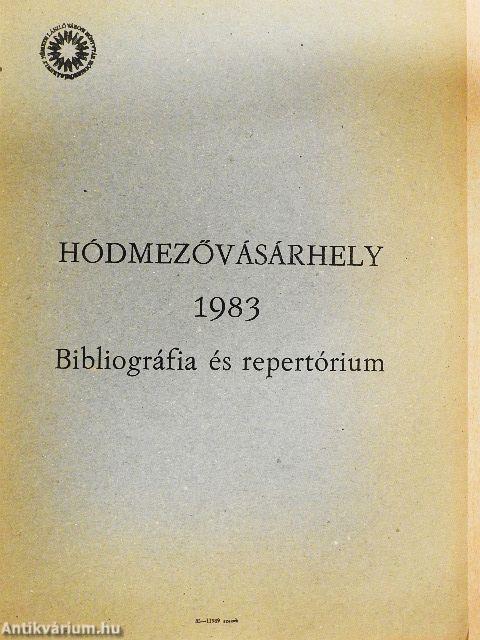 HÓDMEZŐVÁSÁRHELY
1983
Bibliográfia és repertórium
Antikvárium.hu